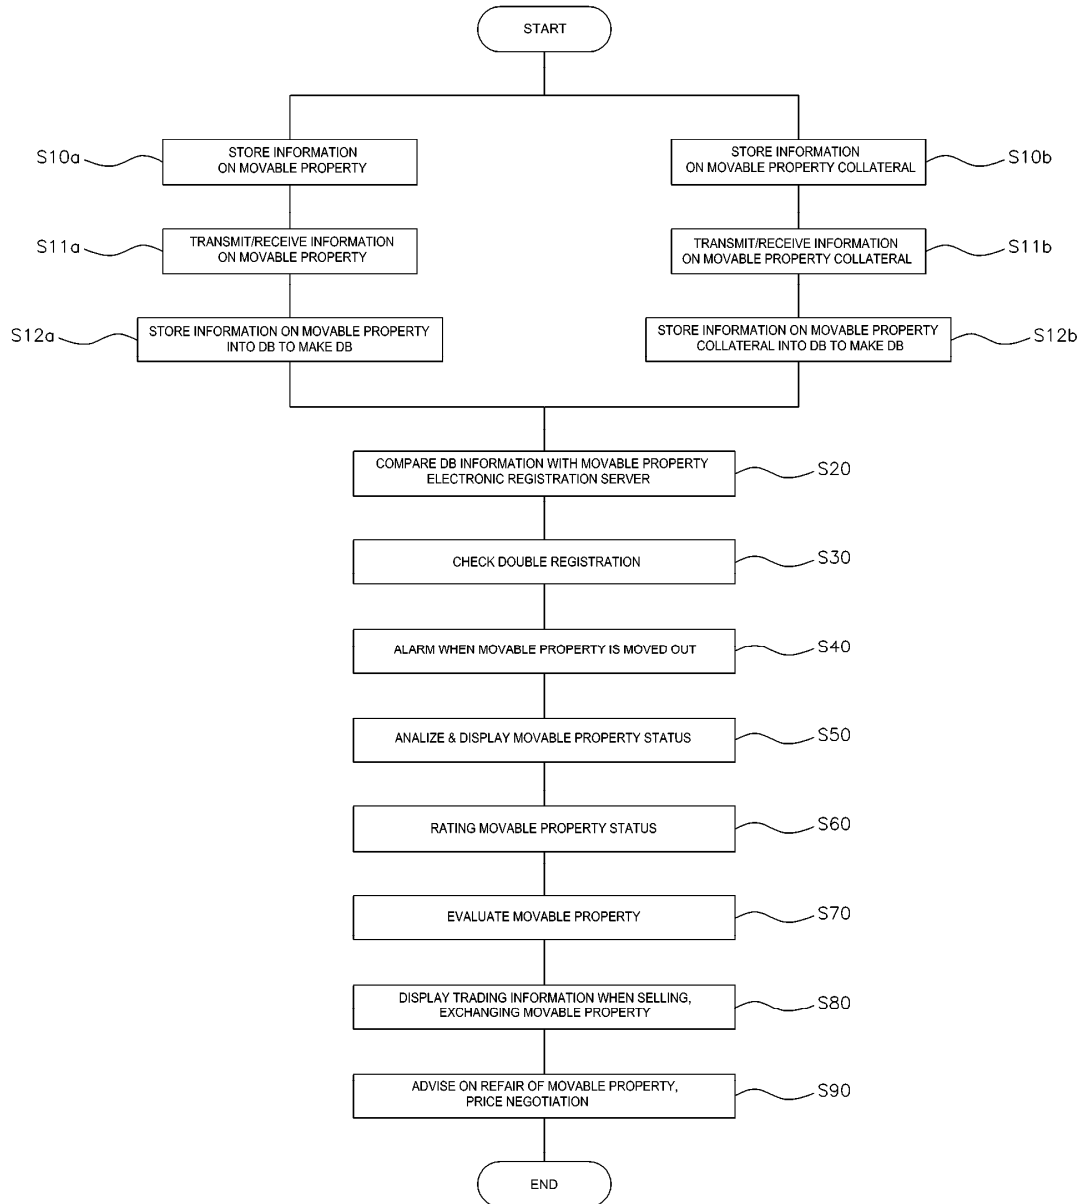 START
S10a
STORE INFORMATION
ON MOVABLE PROPERTY
STORE INFORMATION
ON MOVABLE PROPERTY COLLATERAL
S10b
S11a
TRANSMIT/RECEIVE INFORMATION
ON MOVABLE PROPERTY
TRANSMIT/RECEIVE INFORMATION
ON MOVABLE PROPERTY COLLATERAL
S11b
S12a
STORE INFORMATION ON MOVABLE PROPERTY
INTO DB TO MAKE DB
STORE INFORMATION ON MOVABLE PROPERTY
COLLATERAL INTO DB TO MAKE DB
S12b
COMPARE DB INFORMATION WITH MOVABLE PROPERTY
ELECTRONIC REGISTRATION SERVER
S20
CHECK DOUBLE REGISTRATION
S30
ALARM WHEN MOVABLE PROPERTY IS MOVED OUT
S40
ANALIZE & DISPLAY MOVABLE PROPERTY STATUS
S50
RATING MOVABLE PROPERTY STATUS
S60
EVALUATE MOVABLE PROPERTY
S70
DISPLAY TRADING INFORMATION WHEN SELLING,
EXCHANGING MOVABLE PROPERTY
S80
ADVISE ON REFAIR OF MOVABLE PROPERTY,
PRICE NEGOTIATION
S90
END